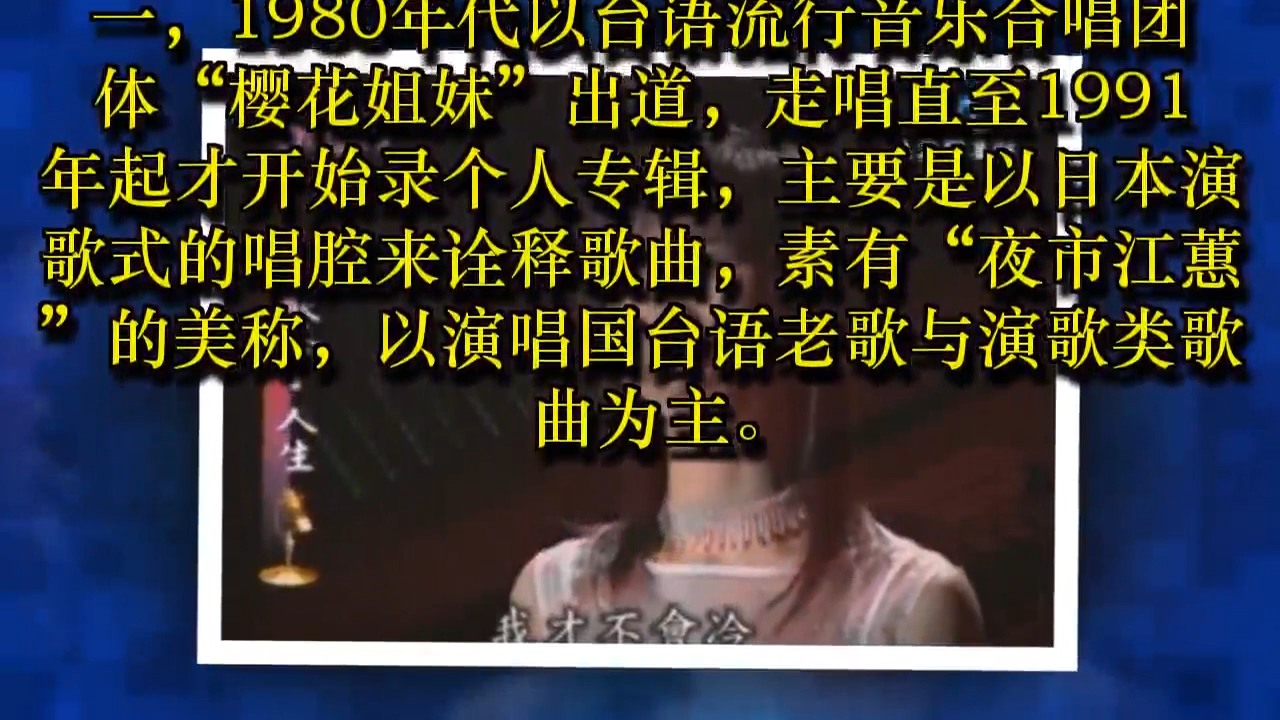 一，1980年代以台语流行音乐合唱团
体“樱花姐妹”出道，走唱直至1991
年起才开始录个人专辑，主要是以日本演
歌式的唱腔来诠释歌曲，素有“夜市江蕙
”的美称，以演唱国台语老歌与演歌类歌
曲为主。
人生
我才不會冷